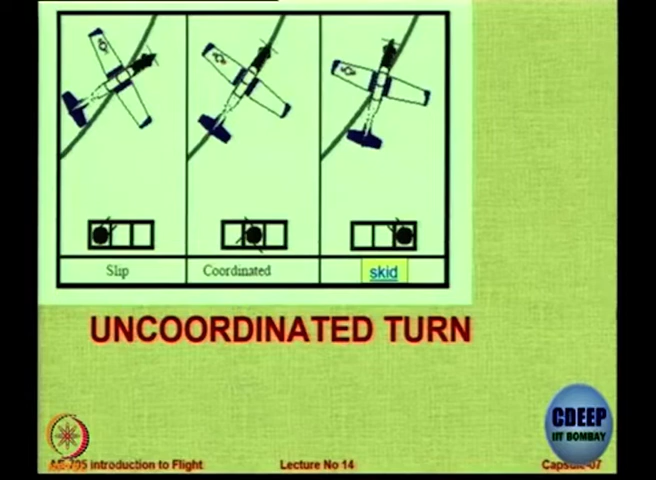 Slip
Coordinated
skid
UNCOORDINATED TURN
CDEEP
IIT BOMBAY
introduction to Flight
Lecture No 14
Capsule-07